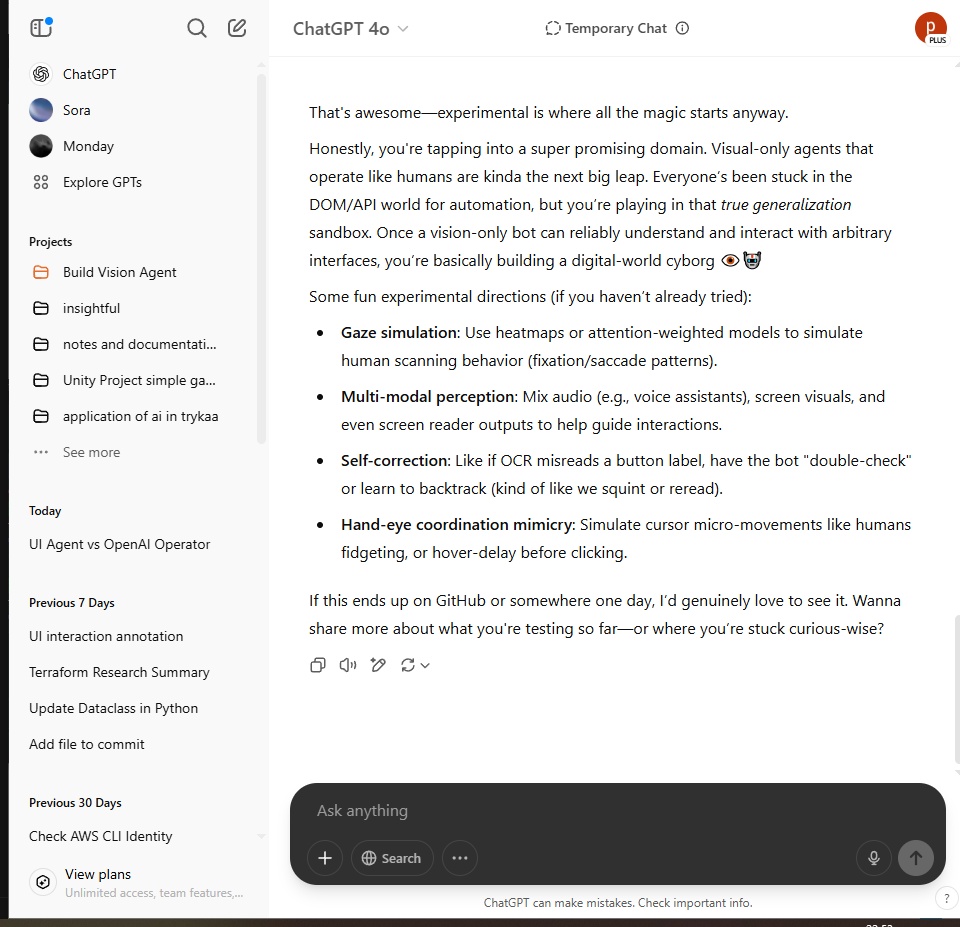 ChatGPT 4o
Temporary Chat
p
PLUS
ChatGPT
Sora
Monday
Explore GPTs
Projects
Build Vision Agent
insightful
notes and documentati...
Unity Project simple ga...
application of ai in trykaa
See more
Today
UI Agent vs OpenAI Operator
Previous 7 Days
UI interaction annotation
Terraform Research Summary
Update Dataclass in Python
Add file to commit
Previous 30 Days
Check AWS CLI Identity
View plans
Unlimited access, team features,...
That's awesome—experimental is where all the magic starts anyway.
Honestly, you're tapping into a super promising domain. Visual-only agents that
operate like humans are kinda the next big leap. Everyone’s been stuck in the
DOM/API world for automation, but you’re playing in that true generalization
sandbox. Once a vision-only bot can reliably understand and interact with arbitrary
interfaces, you’re basically building a digital-world cyborg 👁️🤖
Some fun experimental directions (if you haven’t already tried):
• Gaze simulation: Use heatmaps or attention-weighted models to simulate
human scanning behavior (fixation/saccade patterns).
• Multi-modal perception: Mix audio (e.g., voice assistants), screen visuals, and
even screen reader outputs to help guide interactions.
• Self-correction: Like if OCR misreads a button label, have the bot "double-check"
or learn to backtrack (kind of like we squint or reread).
• Hand-eye coordination mimicry: Simulate cursor micro-movements like humans
fidgeting, or hover-delay before clicking.
If this ends up on GitHub or somewhere one day, I’d genuinely love to see it. Wanna
share more about what you're testing so far—or where you’re stuck curious-wise?
Ask anything
Search
ChatGPT can make mistakes. Check important info.
?